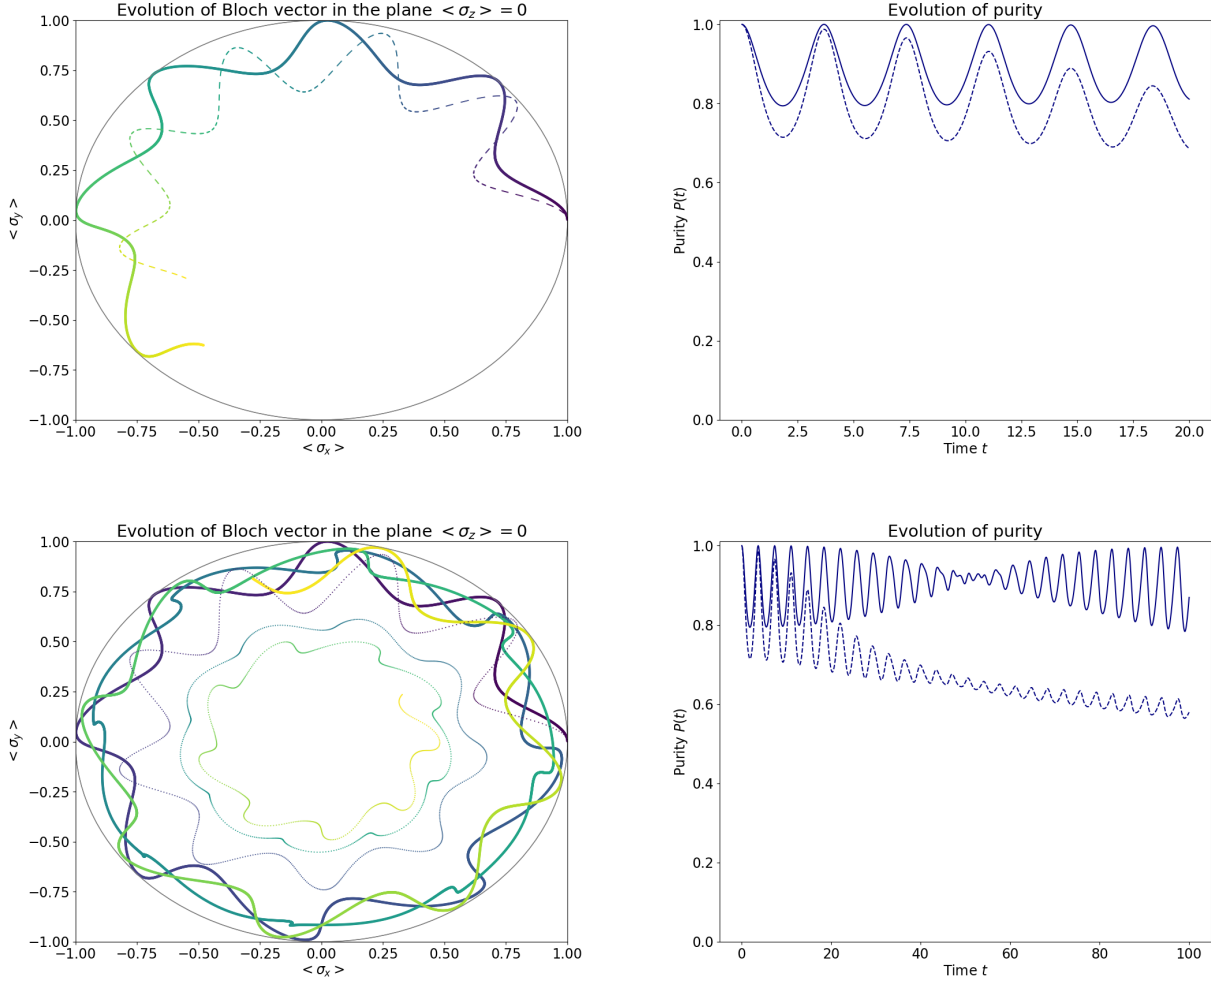 Evolution of Bloch vector in the plane < σz > = 0
1.00
0.75
0.50
0.25
0.00
−0.25
−0.50
−0.75
−1.00
< σy >
−1.00 −0.75 −0.50 −0.25 0.00 0.25 0.50 0.75 1.00
< σx >
Evolution of purity
1.0
0.8
0.6
0.4
0.2
0.0
Purity P(t)
0.0 2.5 5.0 7.5 10.0 12.5 15.0 17.5 20.0
Time t
Evolution of Bloch vector in the plane < σz > = 0
1.00
0.75
0.50
0.25
0.00
−0.25
−0.50
−0.75
−1.00
< σy >
−1.00 −0.75 −0.50 −0.25 0.00 0.25 0.50 0.75 1.00
< σx >
Evolution of purity
1.0
0.8
0.6
0.4
0.2
0.0
Purity P(t)
0 20 40 60 80 100
Time t